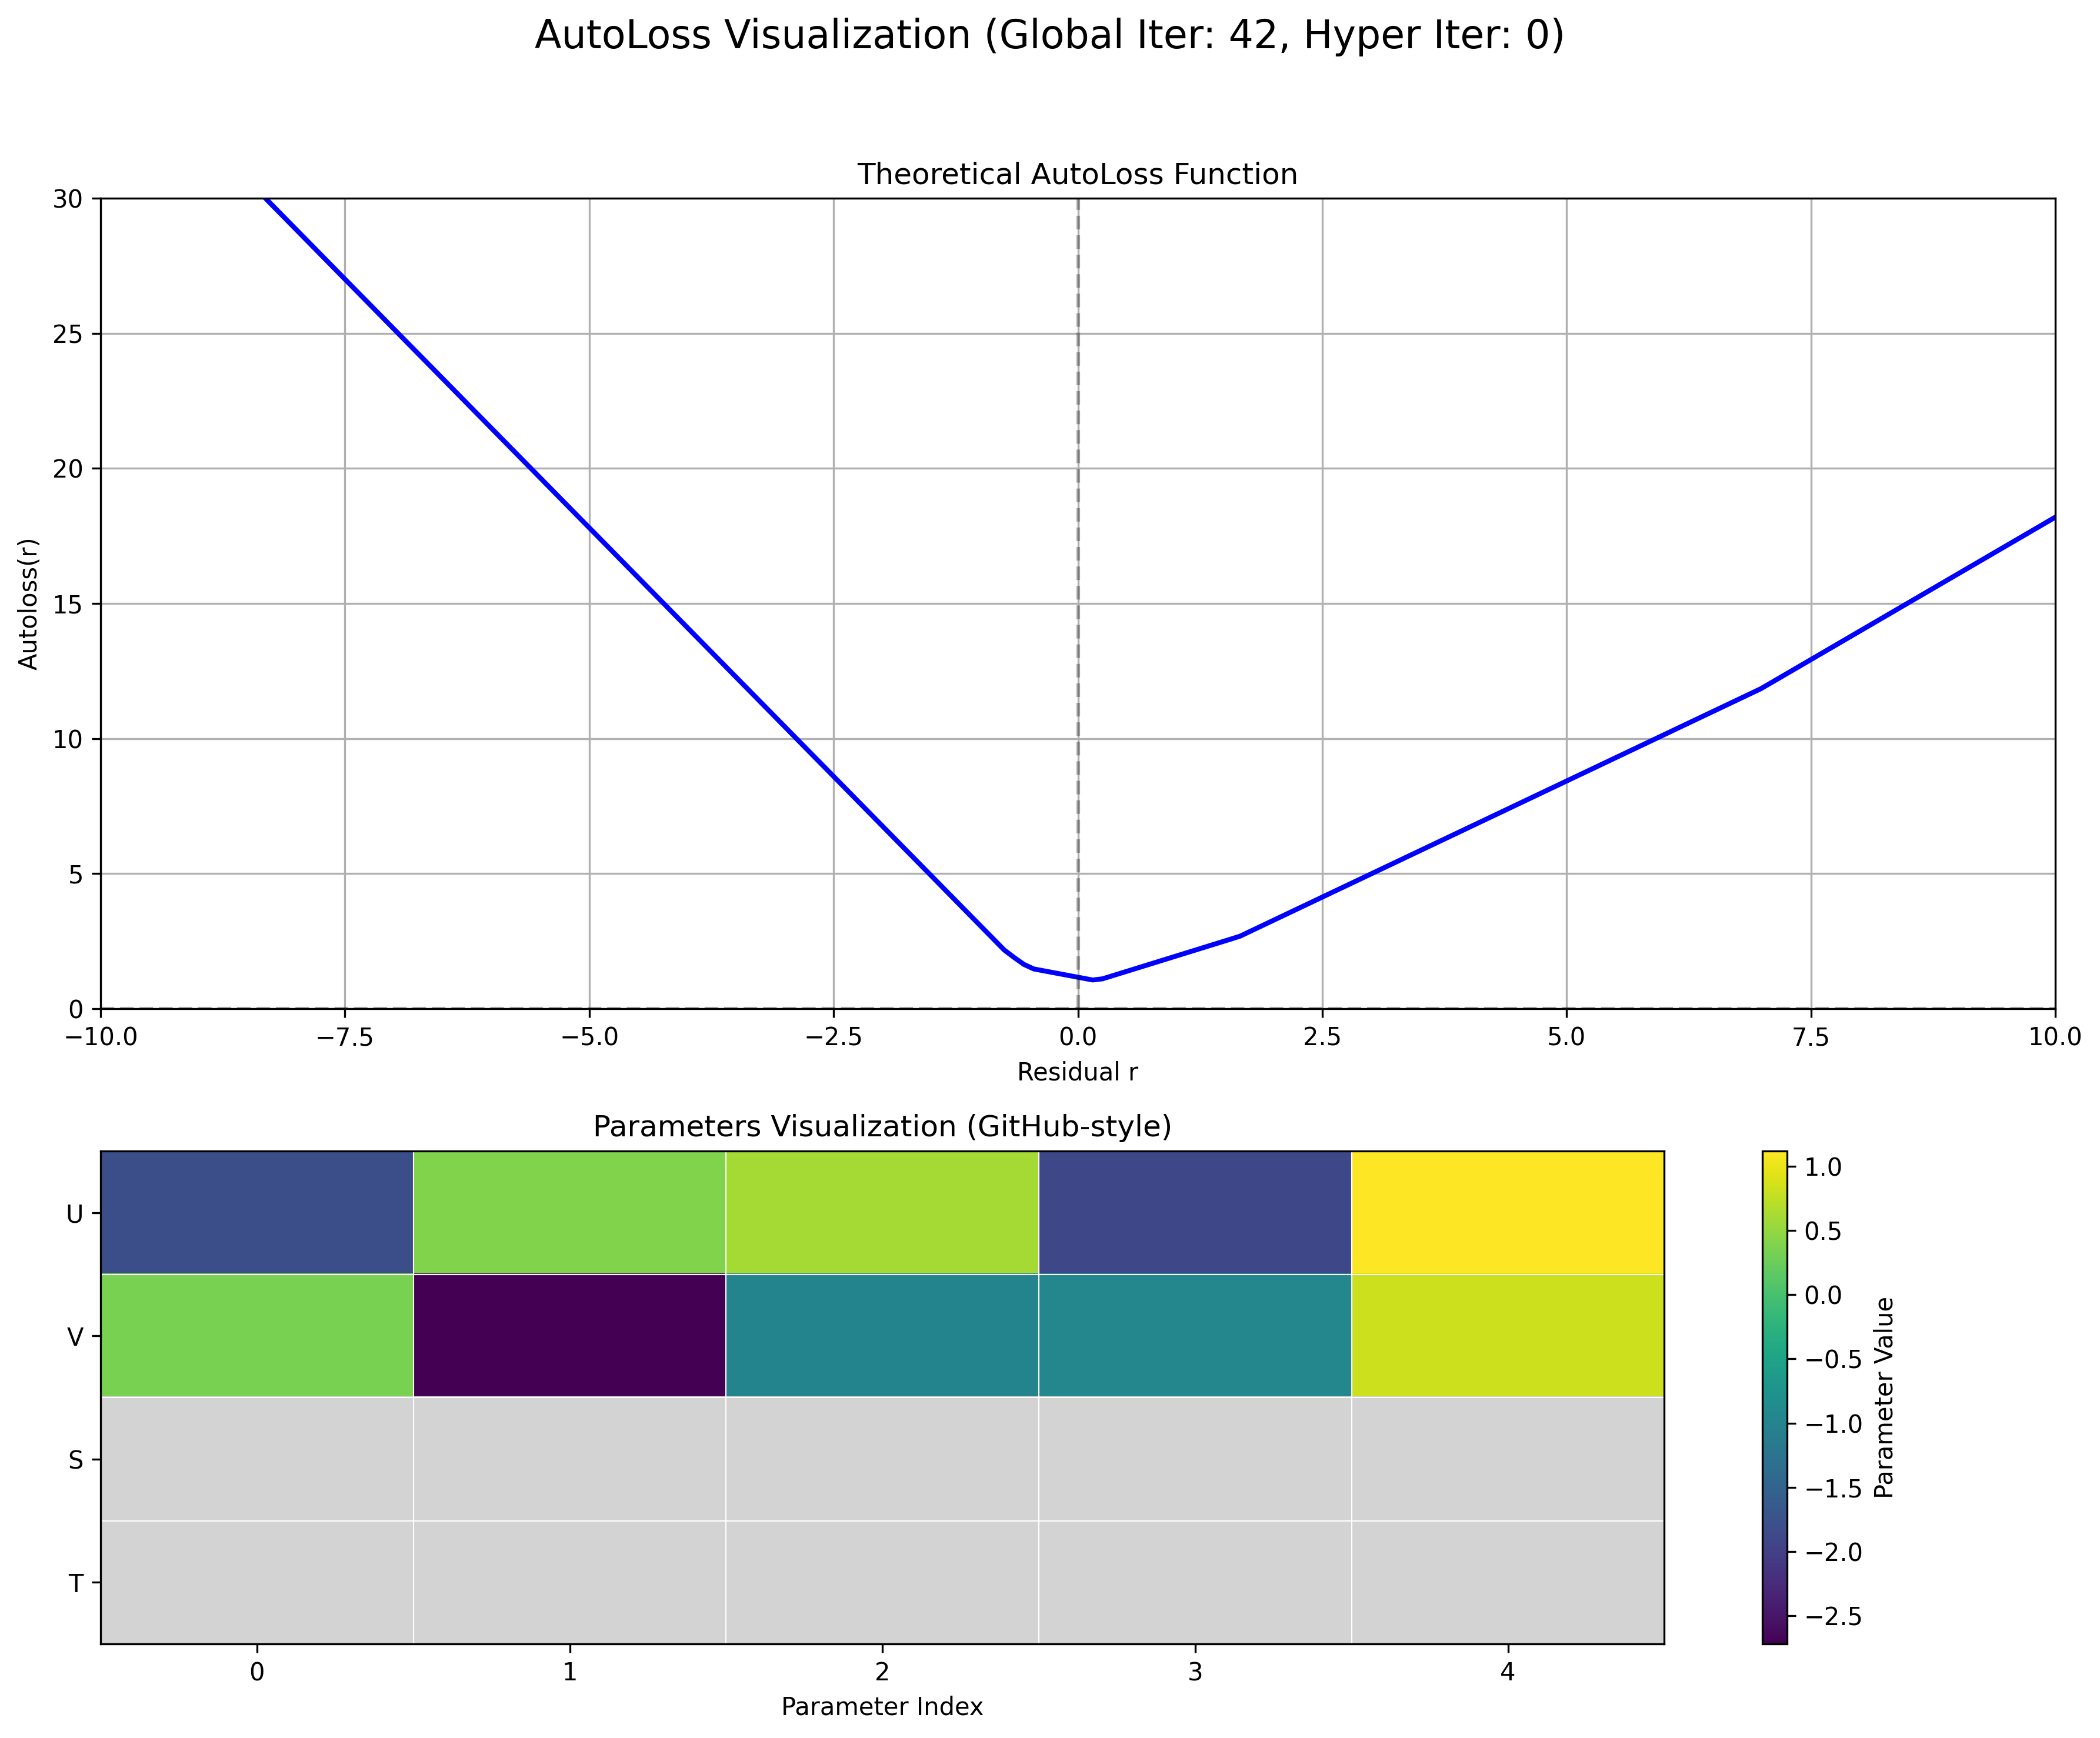 AutoLoss Visualization (Global Iter: 42, Hyper Iter: 0)
Theoretical AutoLoss Function
30
25
20
15
10
5
0
Autoloss(r)
−10.0 −7.5 −5.0 −2.5 0.0 2.5 5.0 7.5 10.0
Residual r
Parameters Visualization (GitHub-style)
U
V
S
T
0 1 2 3 4
Parameter Index
1.0
0.5
0.0
−0.5
−1.0
−1.5
−2.0
−2.5
Parameter Value